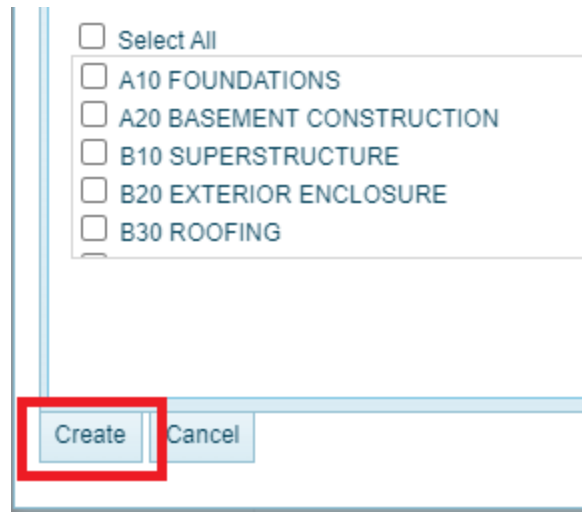 Select All
A10 FOUNDATIONS
A20 BASEMENT CONSTRUCTION
B10 SUPERSTRUCTURE
B20 EXTERIOR ENCLOSURE
B30 ROOFING
Create Cancel